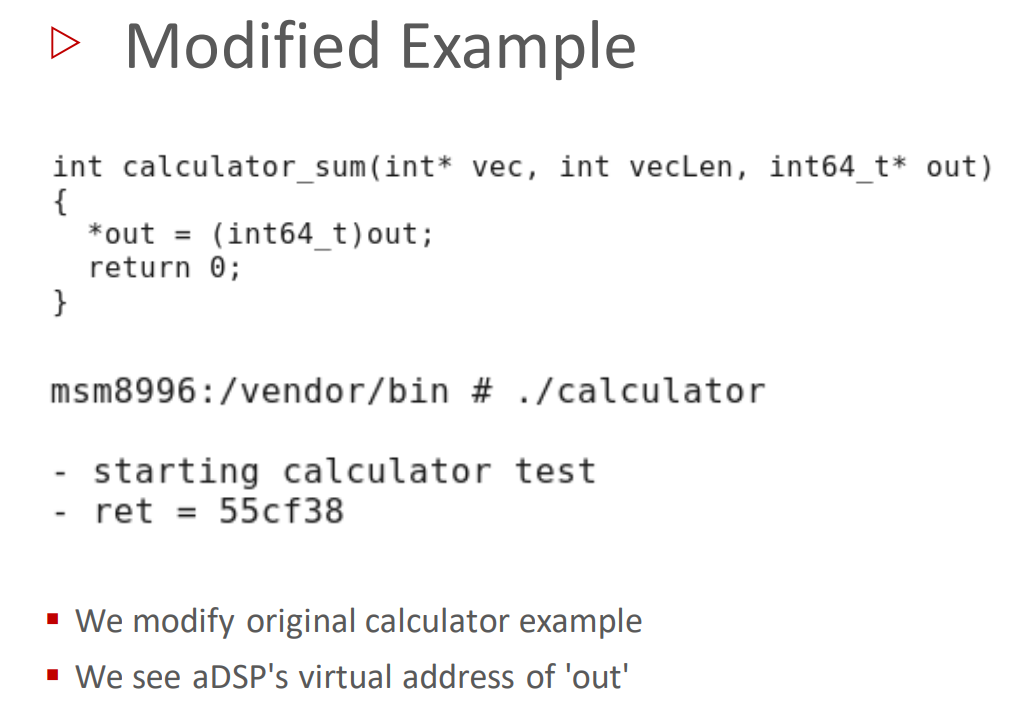 Modified Example
int calculator_sum(int* vec, int vecLen, int64_t* out)
{
  *out = (int64_t)out;
  return 0;
}
msm8996:/vendor/bin # ./calculator
- starting calculator test
- ret = 55cf38
▪ We modify original calculator example
▪ We see aDSP's virtual address of 'out'